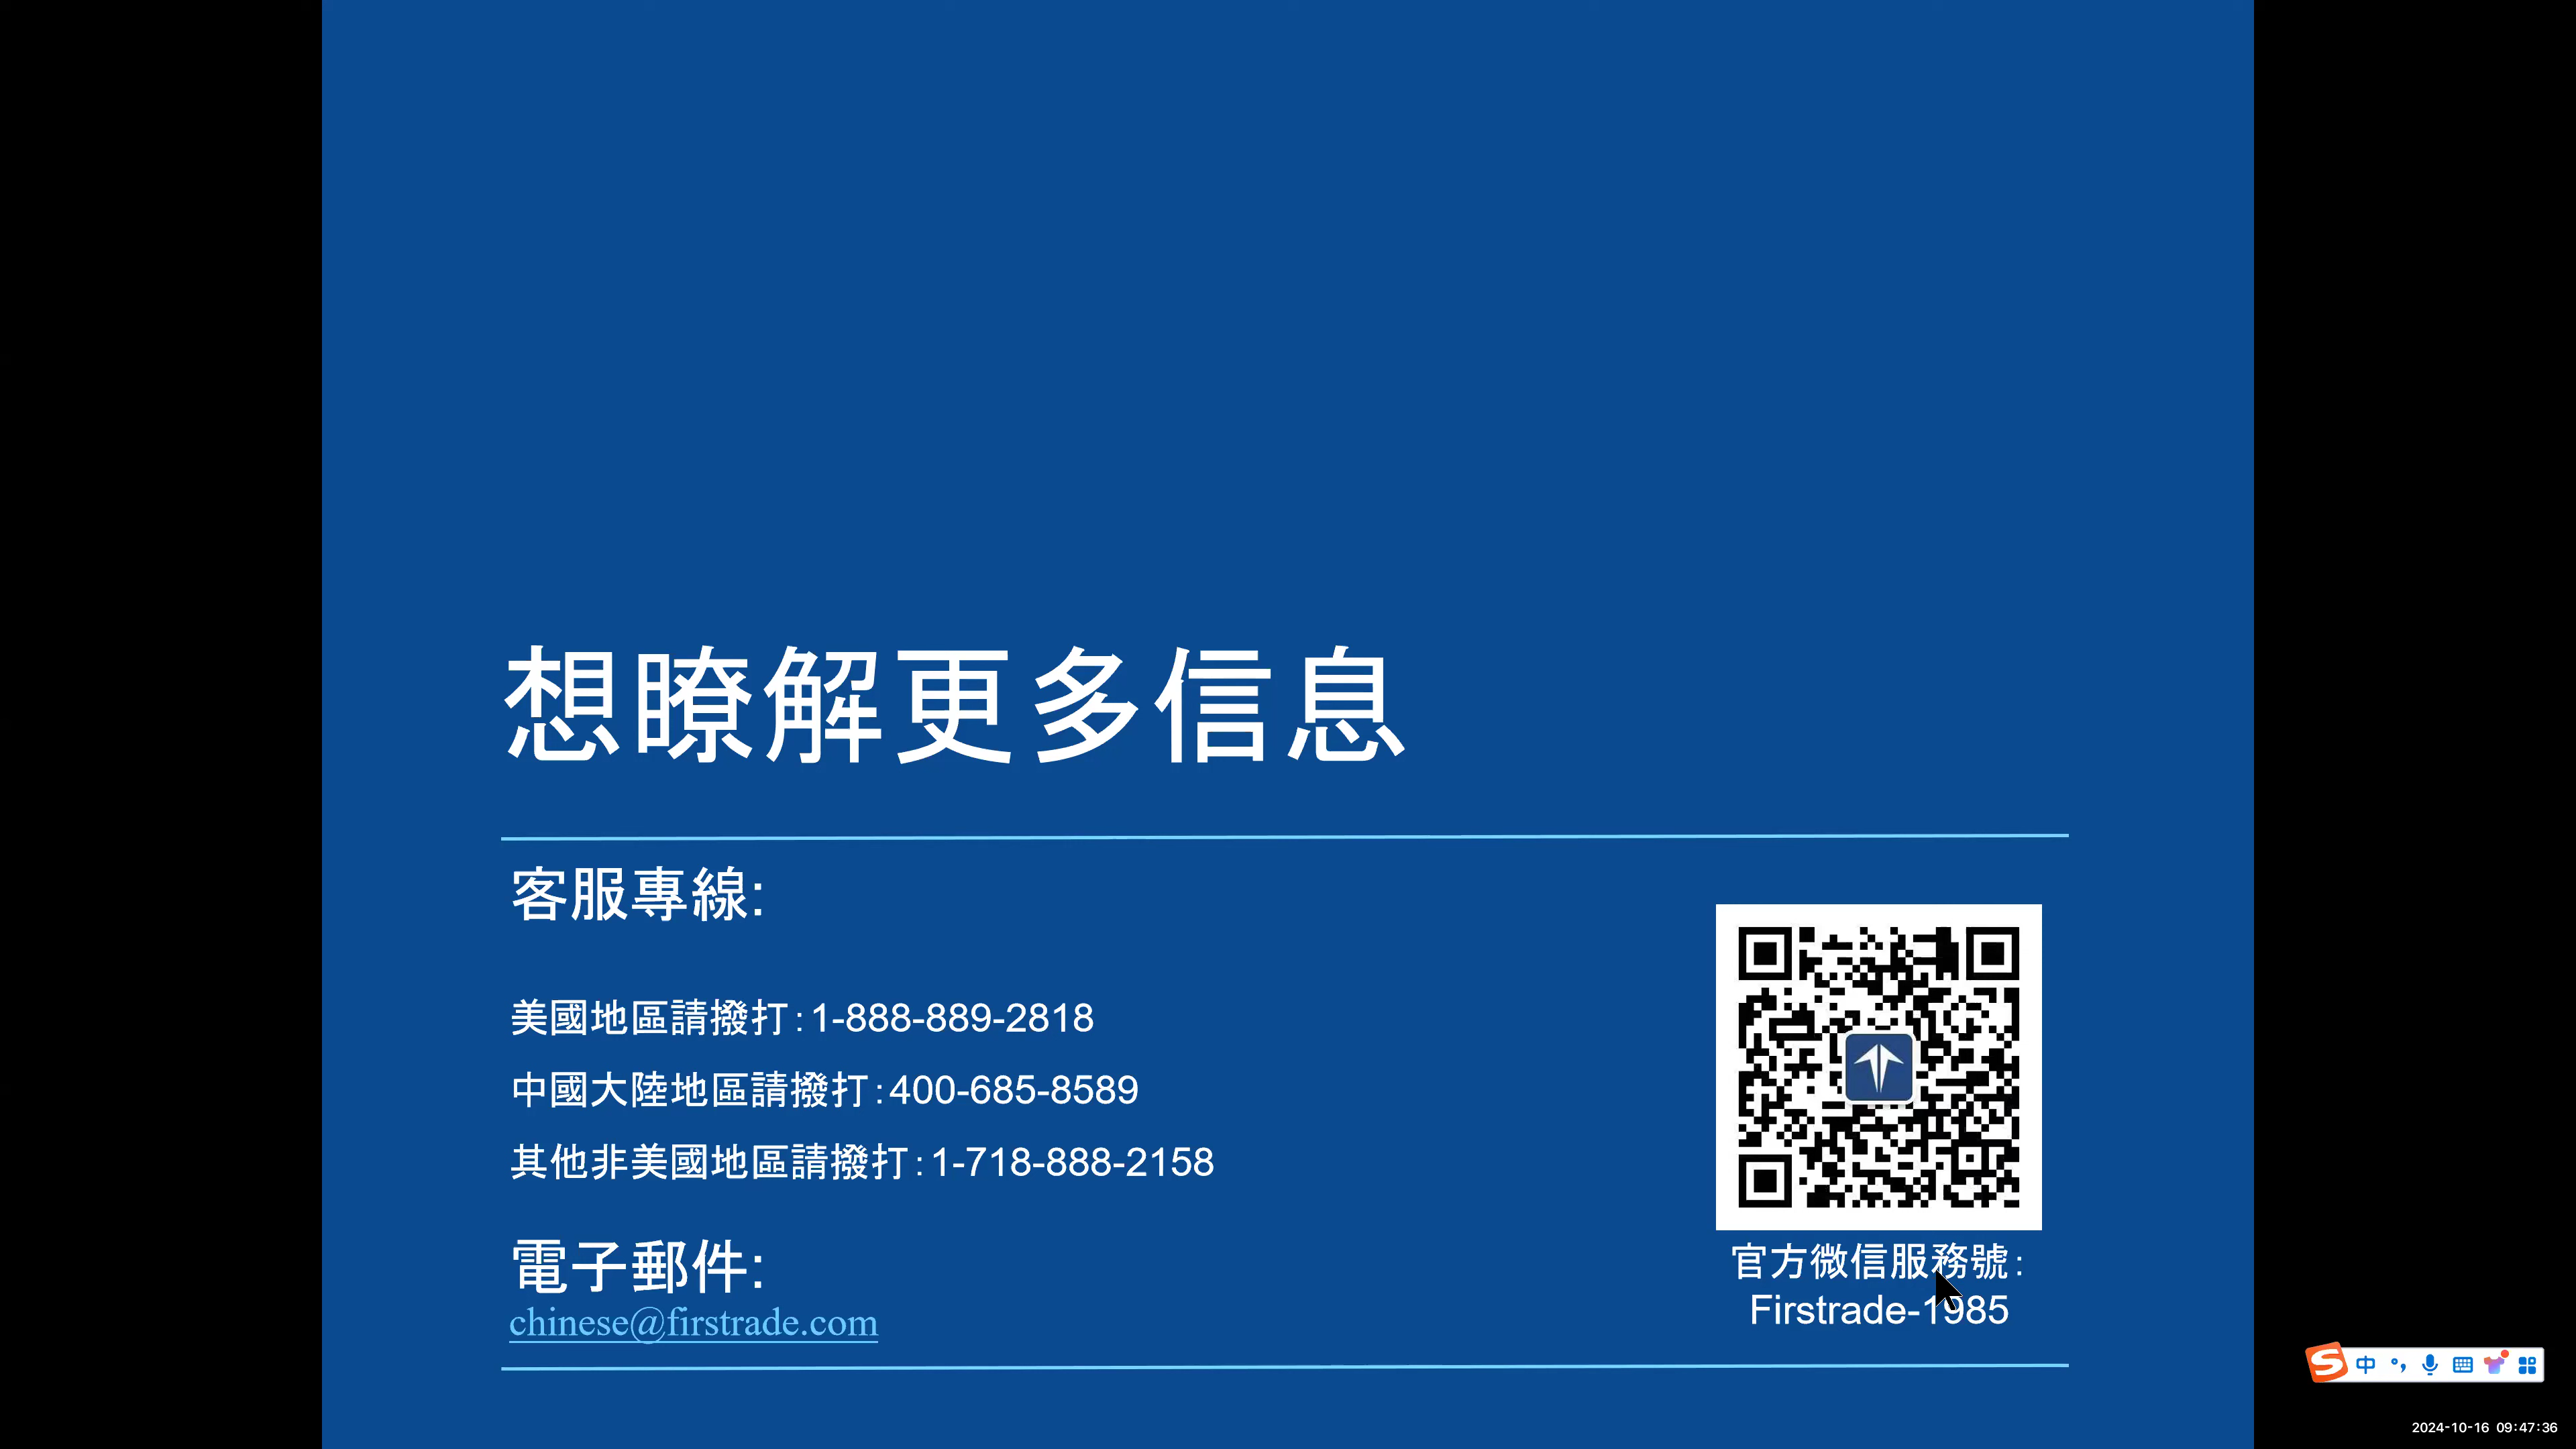 想瞭解更多信息
客服專線:
美國地區請撥打：1-888-889-2818
中國大陸地區請撥打：400-685-8589
其他非美國地區請撥打：1-718-888-2158
電子郵件:
chinese@firstrade.com
官方微信服務號：
Firstrade-1985
中
2024-10-16 09:47:36